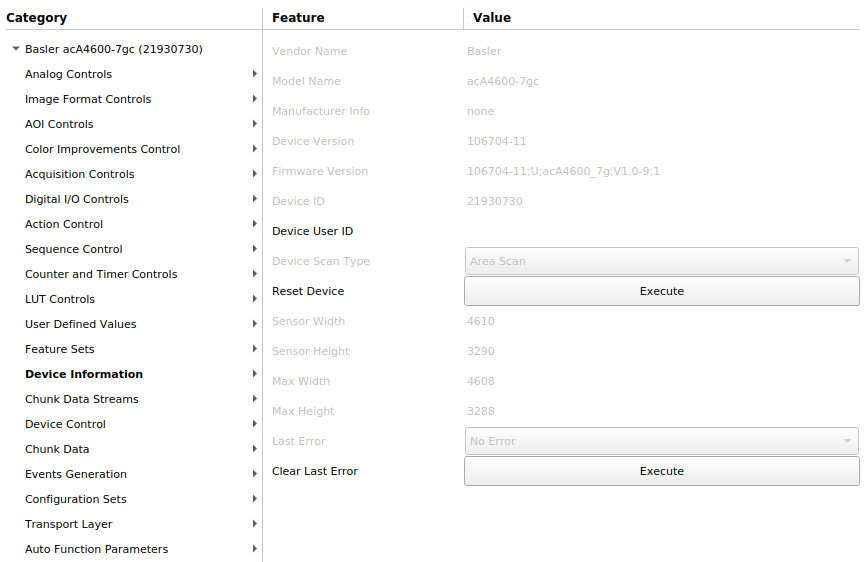 Category Feature Value
Basler acA4600-7gc (21930730)
Analog Controls
Image Format Controls
AOI Controls
Color Improvements Control
Acquisition Controls
Digital I/O Controls
Action Control
Sequence Control
Counter and Timer Controls
LUT Controls
User Defined Values
Feature Sets
Device Information
Chunk Data Streams
Device Control
Chunk Data
Events Generation
Configuration Sets
Transport Layer
Auto Function Parameters
Vendor Name Basler
Model Name acA4600-7gc
Manufacturer Info none
Device Version 106704-11
Firmware Version 106704-11;U;acA4600_7g;V1.0-9;1
Device ID 21930730
Device User ID
Device Scan Type Area Scan
Reset Device Execute
Sensor Width 4610
Sensor Height 3290
Max Width 4608
Max Height 3288
Last Error No Error
Clear Last Error Execute